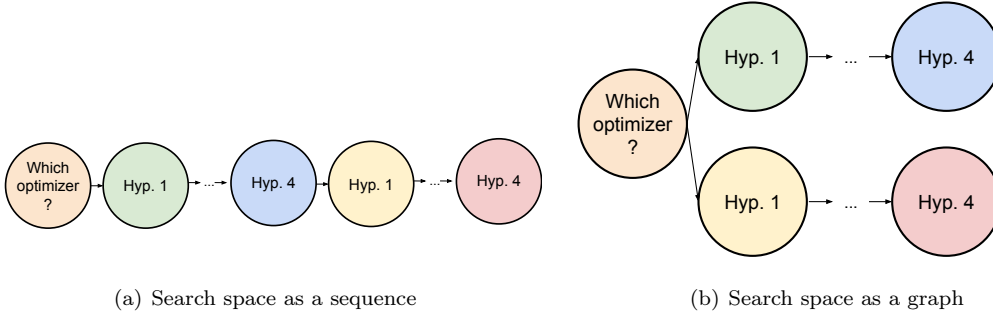 Which
optimizer
?
Hyp. 1
...
Hyp. 4
Hyp. 1
...
Hyp. 4
(a) Search space as a sequence
Which
optimizer
?
Hyp. 1
...
Hyp. 4
Hyp. 1
...
Hyp. 4
(b) Search space as a graph